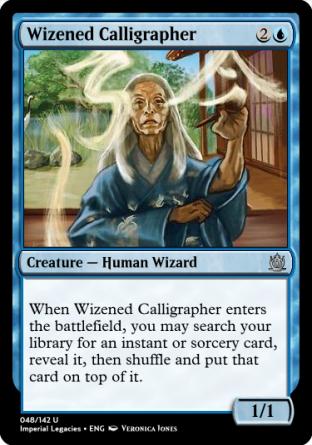 Wizened Calligrapher 2
Creature — Human Wizard
When Wizened Calligrapher enters
the battlefield, you may search your
library for an instant or sorcery card,
reveal it, then shuffle and put that
card on top of it.
1/1
048/142 U
Imperial Legacies • ENG Veronica Jones